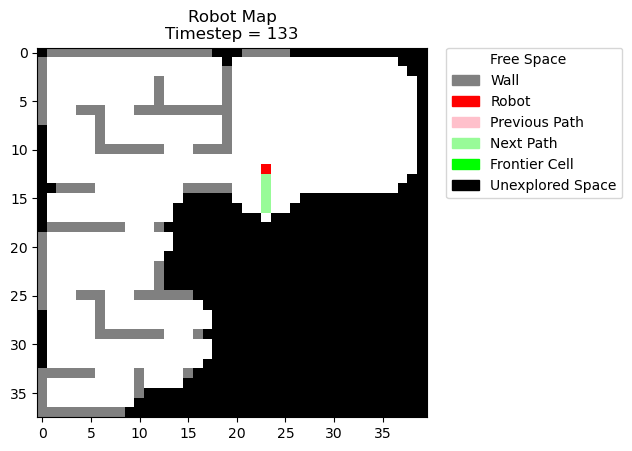 Robot Map
Timestep = 133
Free Space
Wall
Robot
Previous Path
Next Path
Frontier Cell
Unexplored Space
0
5
10
15
20
25
30
35
0
5
10
15
20
25
30
35